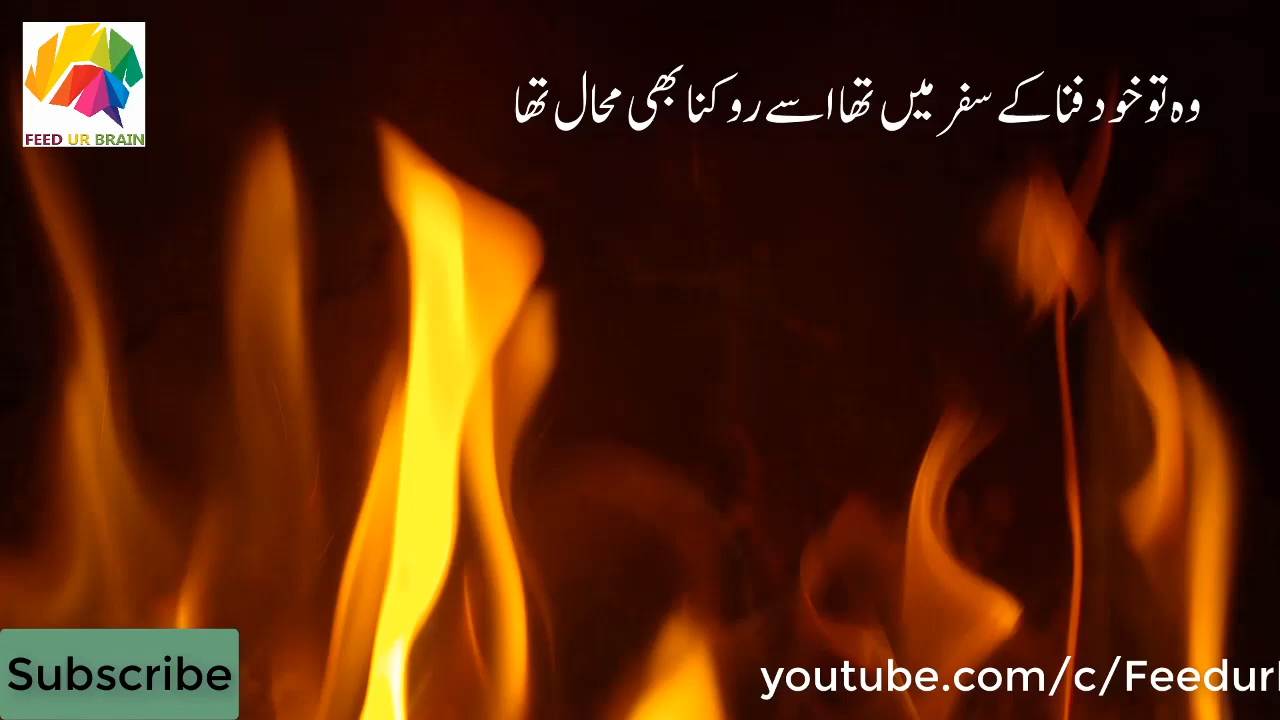 FEED UR BRAIN
وہ تو خود فنا کے سفر میں تھا اسے روکنا بھی محال تھا
Subscribe
youtube.com/c/Feedur